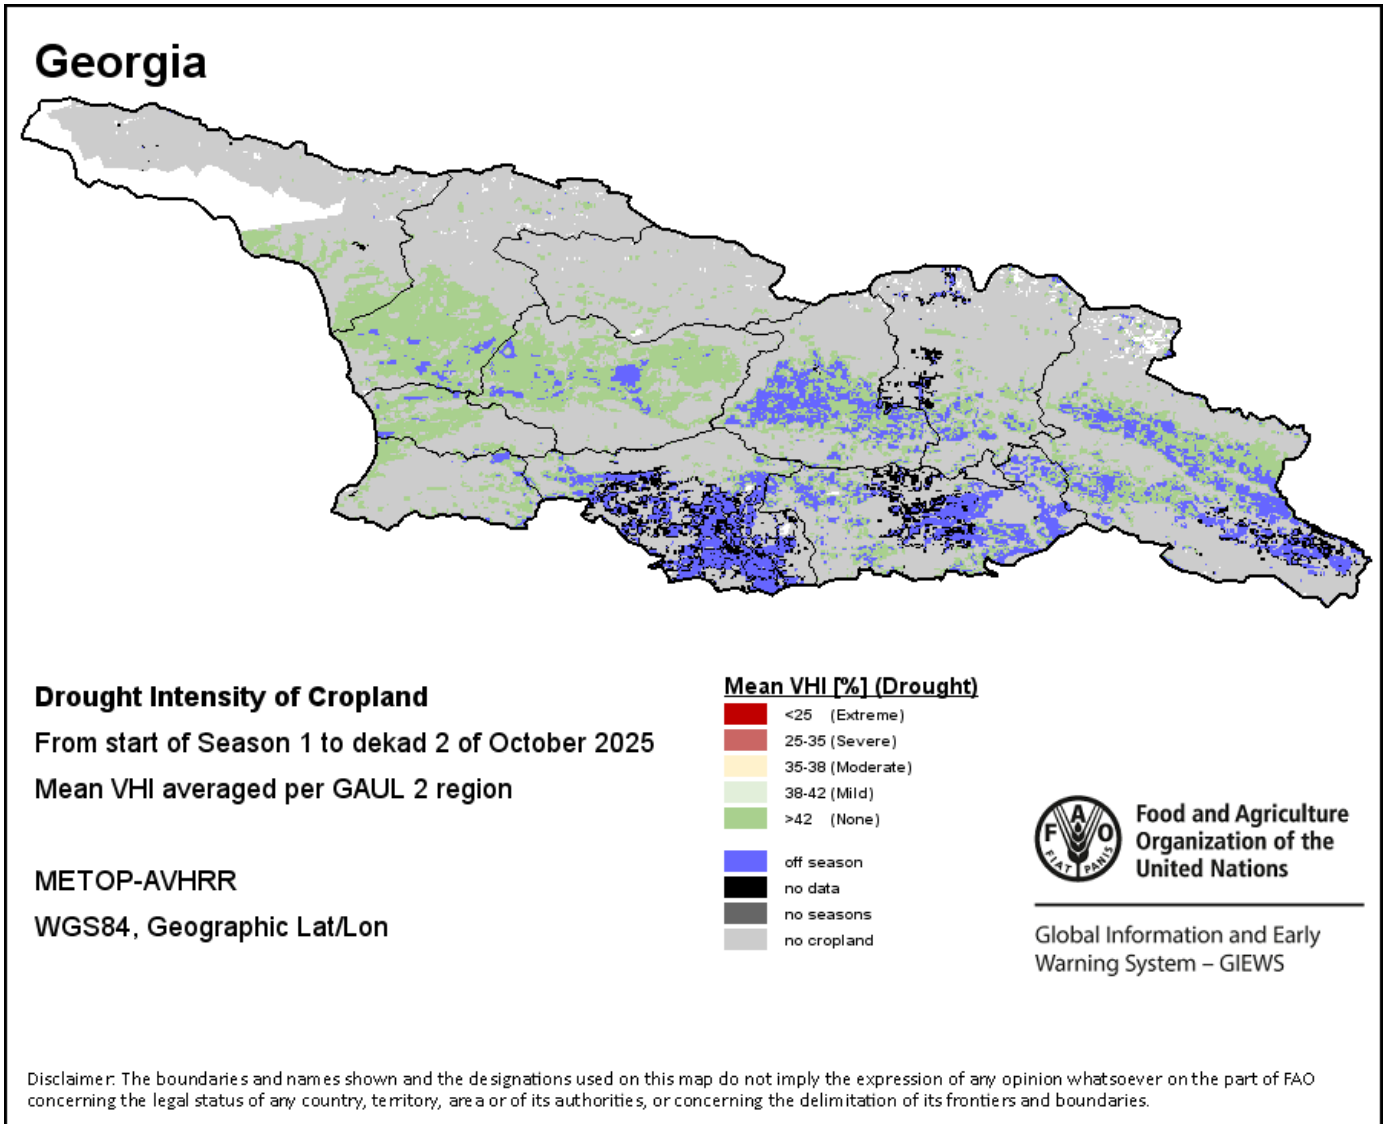 Georgia
Drought Intensity of Cropland
From start of Season 1 to dekad 2 of October 2025
Mean VHI averaged per GAUL 2 region
METOP-AVHRR
WGS84, Geographic Lat/Lon
Mean VHI [%] (Drought)
<25 (Extreme)
25-35 (Severe)
35-38 (Moderate)
38-42 (Mild)
>42 (None)
off season
no data
no seasons
no cropland
F A O
FIAT PANIS
Food and Agriculture
Organization of the
United Nations
Global Information and Early
Warning System – GIEWS
Disclaimer: The boundaries and names shown and the designations used on this map do not imply the expression of any opinion whatsoever on the part of FAO
concerning the legal status of any country, territory, area or of its authorities, or concerning the delimitation of its frontiers and boundaries.